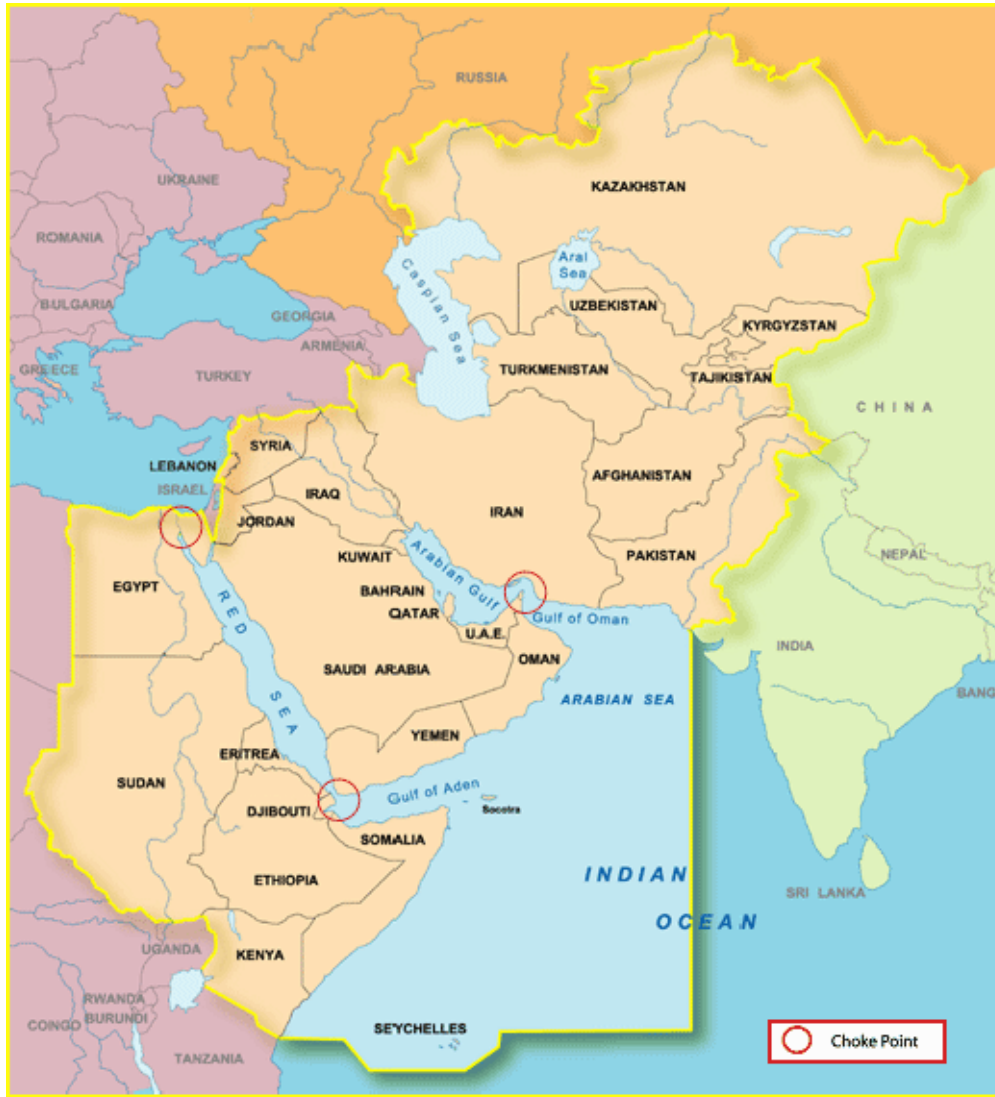 RUSSIA
KAZAKHSTAN
UKRAINE
ROMANIA
Aral
Sea
Caspian Sea
BULGARIA
UZBEKISTAN
GEORGIA
KYRGYZSTAN
ARMENIA
GREECE
TURKEY
TURKMENISTAN
TAJIKISTAN
CHINA
SYRIA
LEBANON
AFGHANISTAN
ISRAEL
IRAQ
IRAN
JORDAN
KUWAIT
Arabian Gulf
PAKISTAN
NEPAL
EGYPT
BAHRAIN
QATAR
RED SEA
Gulf of Oman
U.A.E.
INDIA
OMAN
SAUDI ARABIA
ARABIAN SEA
BANG
YEMEN
ERITREA
SUDAN
Gulf of Aden
DJIBOUTI
Socotra
SOMALIA
ETHIOPIA
INDIAN
OCEAN
SRI LANKA
UGANDA
KENYA
RWANDA
BURUNDI
CONGO
SEYCHELLES
TANZANIA
Choke Point